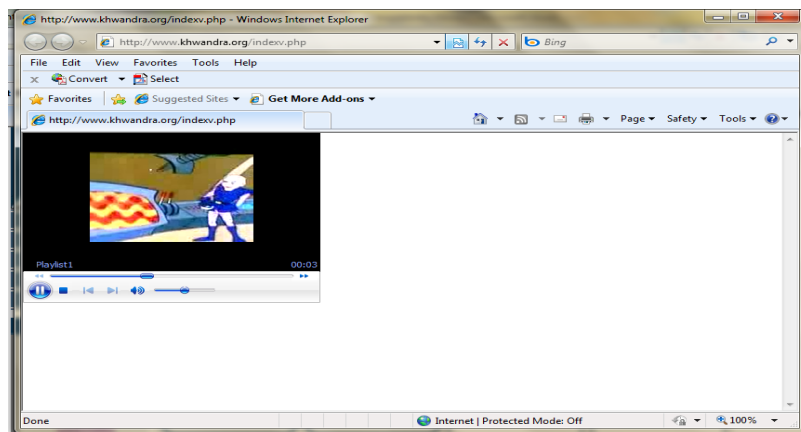 http://www.khwandra.org/indexv.php - Windows Internet Explorer
http://www.khwandra.org/indexv.php
Bing
File Edit View Favorites Tools Help
x Convert Select
Favorites Suggested Sites Get More Add-ons
http://www.khwandra.org/indexv.php
Page Safety Tools
Playlist1 00:03
Done Internet | Protected Mode: Off 100%